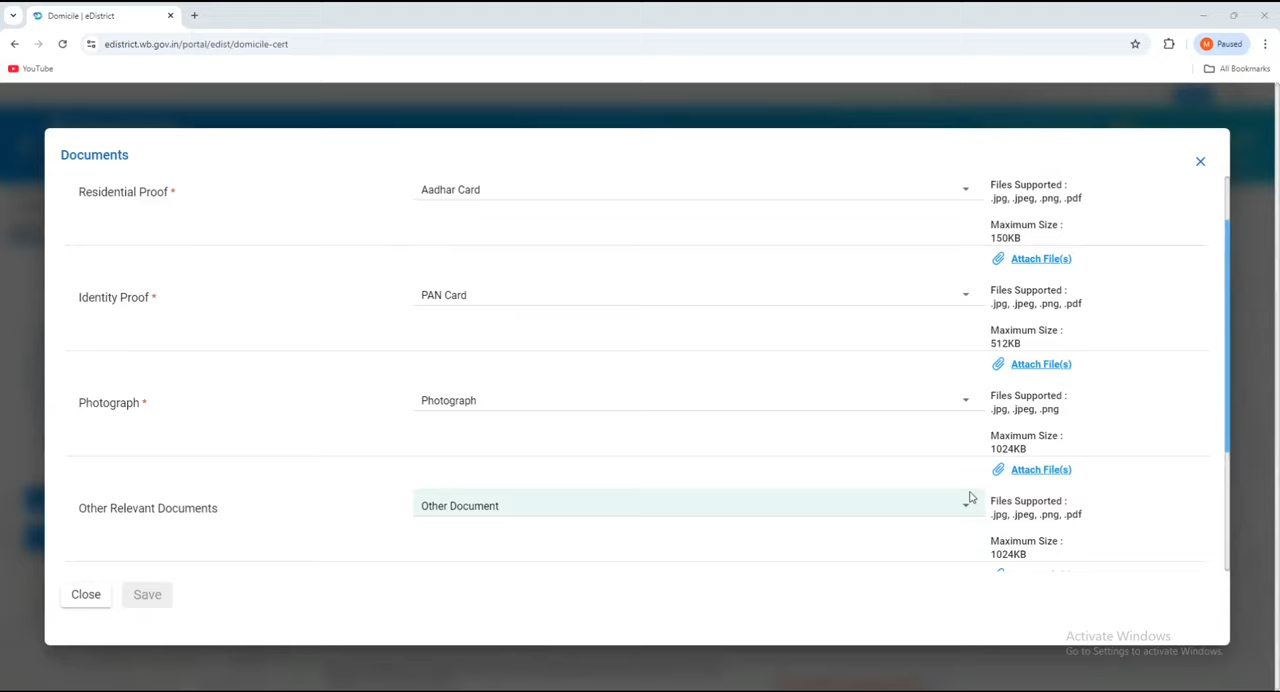 Domicile | eDistrict
edistrict.wb.gov.in/portal/edist/domicile-cert
M Paused
YouTube
All Bookmarks
Documents
Residential Proof *
Aadhar Card
Files Supported :
.jpg, .jpeg, .png, .pdf
Maximum Size :
150KB
Attach File(s)
Identity Proof *
PAN Card
Files Supported :
.jpg, .jpeg, .png, .pdf
Maximum Size :
512KB
Attach File(s)
Photograph *
Photograph
Files Supported :
.jpg, .jpeg, .png
Maximum Size :
1024KB
Attach File(s)
Other Relevant Documents
Other Document
Files Supported :
.jpg, .jpeg, .png, .pdf
Maximum Size :
1024KB
Close
Save
Activate Windows
Go to Settings to activate Windows.